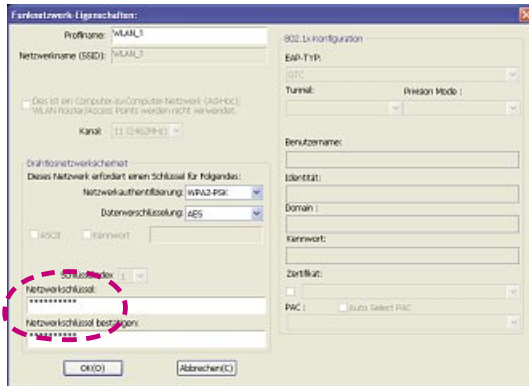 Funknetzwerk-Eigenschaften:
Profilname: WLAN_1
Netzwerkname (SSID): WLAN_1
Dies ist ein Computer-zu-Computer-Netzwerk (AdHoc);
WLAN Router/Access Points werden nicht verwendet.
Kanal: 11 (2462MHz)
Drahtlosnetzwerksicherheit
Dieses Netzwerk erfordert einen Schlüssel für Folgendes:
Netzwerkauthentifizierung: WPA2-PSK
Datenverschlüsselung: AES
ASCII Kennwort
Schlüsselindex 1
Netzwerkschlüssel:
**********
Netzwerkschlüssel bestätigen:
**********
OK(O) Abbrechen(C)
802.1x-Konfiguration
EAP-TYP:
GTC
Tunnel: Provision Mode :
Benutzername:
Identität:
Domain :
Kennwort:
Zertifikat:
PAC : Auto Select PAC